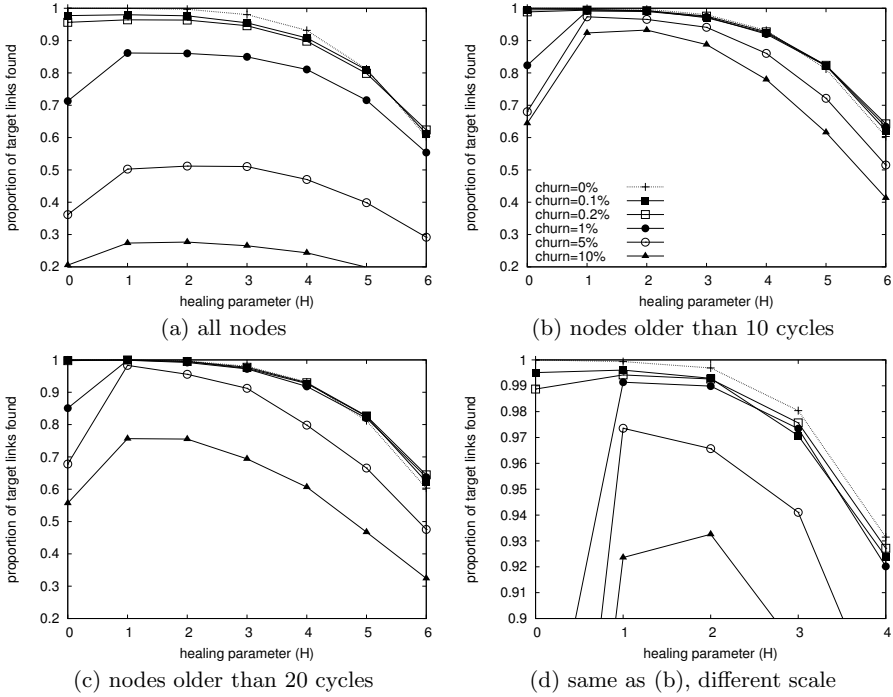 proportion of target links found
1
0.9
0.8
0.7
0.6
0.5
0.4
0.3
0.2
0 1 2 3 4 5 6
healing parameter (H)
(a) all nodes
proportion of target links found
1
0.9
0.8
0.7
0.6
0.5
0.4
0.3
0.2
churn=0%
churn=0.1%
churn=0.2%
churn=1%
churn=5%
churn=10%
0 1 2 3 4 5 6
healing parameter (H)
(b) nodes older than 10 cycles
proportion of target links found
1
0.9
0.8
0.7
0.6
0.5
0.4
0.3
0.2
0 1 2 3 4 5 6
healing parameter (H)
(c) nodes older than 20 cycles
proportion of target links found
1
0.99
0.98
0.97
0.96
0.95
0.94
0.93
0.92
0.91
0.9
0 1 2 3 4
healing parameter (H)
(d) same as (b), different scale